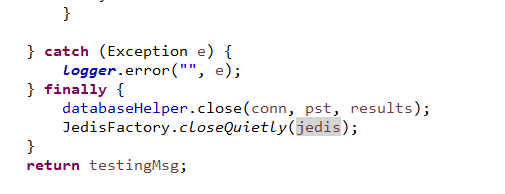 }
} catch (Exception e) {
logger.error("", e);
} finally {
databaseHelper.close(conn, pst, results);
JedisFactory.closeQuietly(jedis);
}
return testingMsg;